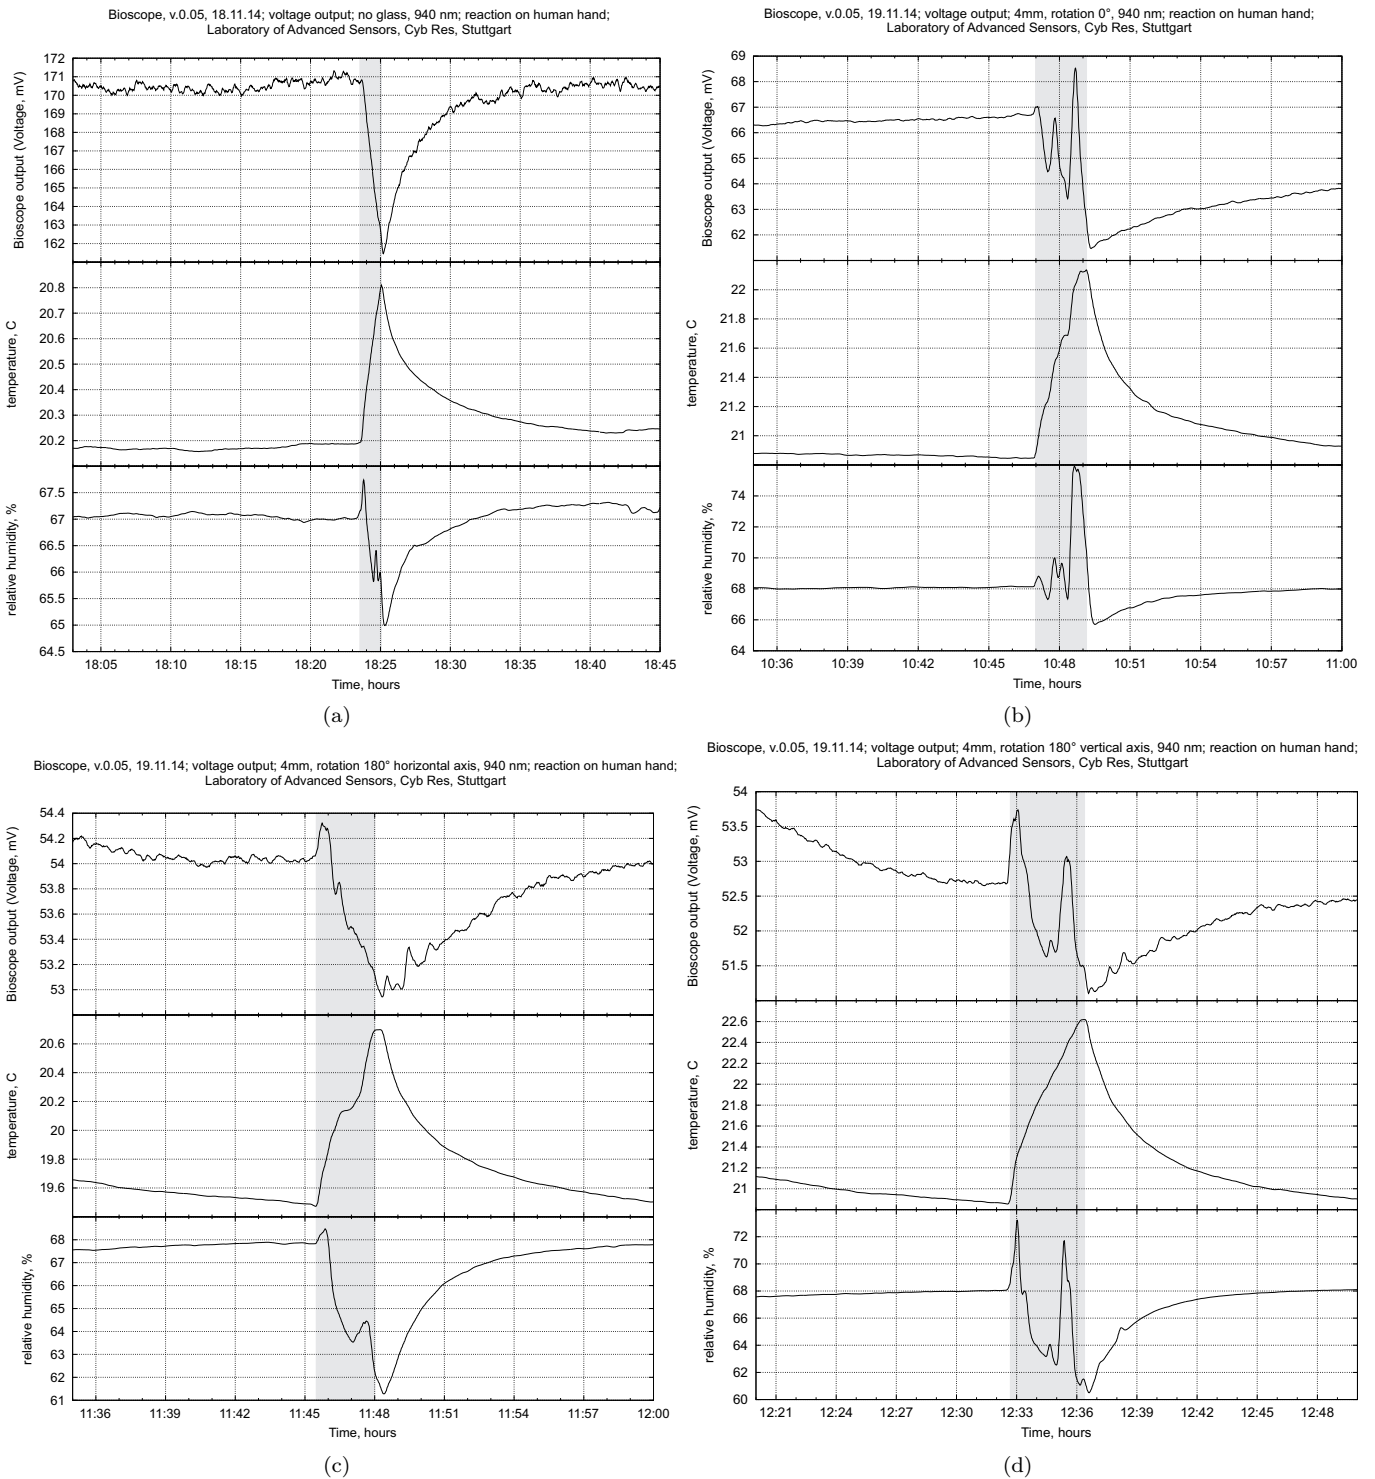 Bioscope, v.0.05, 18.11.14; voltage output; no glass, 940 nm; reaction on human hand;
Laboratory of Advanced Sensors, Cyb Res, Stuttgart
Bioscope output (Voltage, mV)
172
171
170
169
168
167
166
165
164
163
162
temperature, C
20.8
20.7
20.6
20.5
20.4
20.3
20.2
relative humidity, %
67.5
67
66.5
66
65.5
65
64.5
18:05 18:10 18:15 18:20 18:25 18:30 18:35 18:40 18:45
Time, hours
(a)
Bioscope, v.0.05, 19.11.14; voltage output; 4mm, rotation 0°, 940 nm; reaction on human hand;
Laboratory of Advanced Sensors, Cyb Res, Stuttgart
Bioscope output (Voltage, mV)
69
68
67
66
65
64
63
62
temperature, C
22
21.8
21.6
21.4
21.2
21
relative humidity, %
74
72
70
68
66
64
10:36 10:39 10:42 10:45 10:48 10:51 10:54 10:57 11:00
Time, hours
(b)
Bioscope, v.0.05, 19.11.14; voltage output; 4mm, rotation 180° horizontal axis, 940 nm; reaction on human hand;
Laboratory of Advanced Sensors, Cyb Res, Stuttgart
Bioscope output (Voltage, mV)
54.4
54.2
54
53.8
53.6
53.4
53.2
53
temperature, C
20.6
20.4
20.2
20
19.8
19.6
relative humidity, %
68
67
66
65
64
63
62
61
11:36 11:39 11:42 11:45 11:48 11:51 11:54 11:57 12:00
Time, hours
(c)
Bioscope, v.0.05, 19.11.14; voltage output; 4mm, rotation 180° vertical axis, 940 nm; reaction on human hand;
Laboratory of Advanced Sensors, Cyb Res, Stuttgart
Bioscope output (Voltage, mV)
54
53.5
53
52.5
52
51.5
temperature, C
22.6
22.4
22.2
22
21.8
21.6
21.4
21.2
21
relative humidity, %
72
70
68
66
64
62
60
12:21 12:24 12:27 12:30 12:33 12:36 12:39 12:42 12:45 12:48
Time, hours
(d)